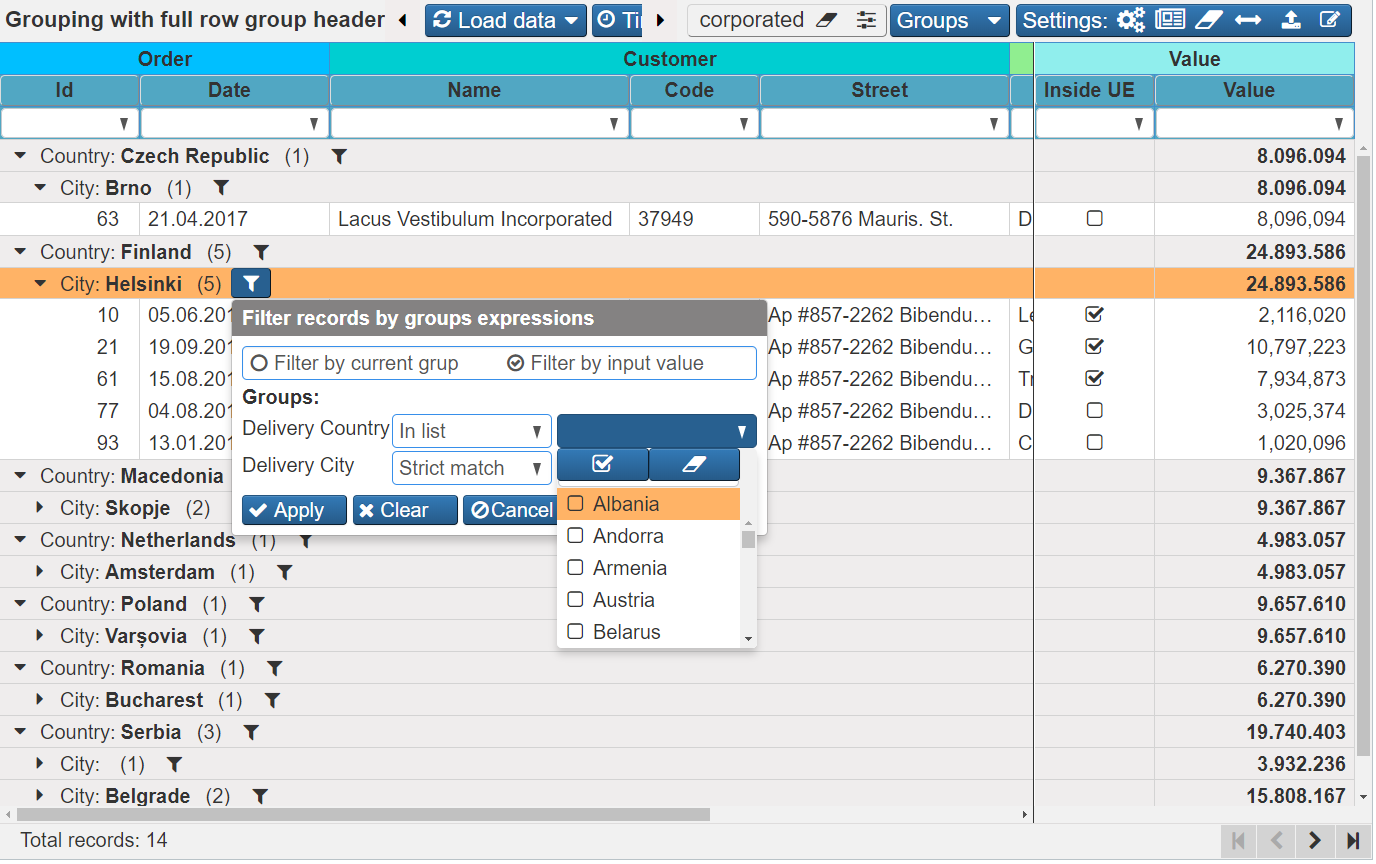 Grouping with full row group header Load data Ti corporated Groups Settings:
Order Customer Value
Id Date Name Code Street Inside UE Value
Country: Czech Republic (1) 8.096.094
City: Brno (1) 8.096.094
63 21.04.2017 Lacus Vestibulum Incorporated 37949 590-5876 Mauris. St. D 8,096,094
Country: Finland (5) 24.893.586
City: Helsinki (5) 24.893.586
10 05.06.201 Ap #857-2262 Bibendu... Le 2,116,020
21 19.09.201 Ap #857-2262 Bibendu... G 10,797,223
61 15.08.201 Ap #857-2262 Bibendu... Tr 7,934,873
77 04.08.201 Ap #857-2262 Bibendu... D 3,025,374
93 13.01.201 Ap #857-2262 Bibendu... C 1,020,096
Filter records by groups expressions
Filter by current grup Filter by input value
Groups:
Delivery Country In list
Delivery City Strict match
Apply Clear Cancel
Albania
Andorra
Armenia
Austria
Belarus
Country: Macedonia 9.367.867
City: Skopje (2) 9.367.867
Country: Netherlands (1) 4.983.057
City: Amsterdam (1) 4.983.057
Country: Poland (1) 9.657.610
City: Varșovia (1) 9.657.610
Country: Romania (1) 6.270.390
City: Bucharest (1) 6.270.390
Country: Serbia (3) 19.740.403
City: (1) 3.932.236
City: Belgrade (2) 15.808.167
Total records: 14